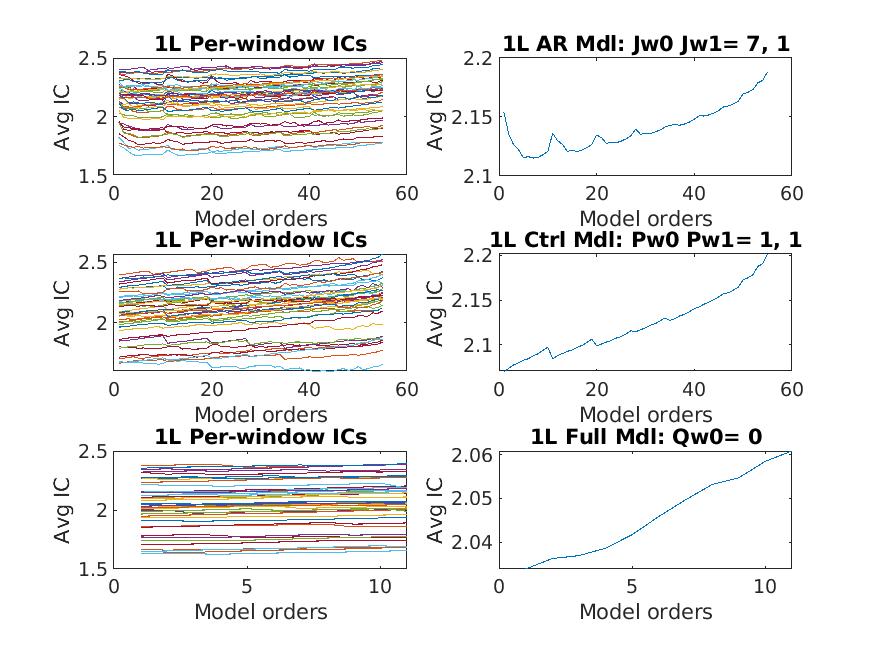 1L Per-window ICs
2.5
2
1.5
Avg IC
0 20 40 60
Model orders
1L AR Mdl: Jw0 Jw1= 7, 1
2.2
2.15
2.1
Avg IC
0 20 40 60
Model orders
1L Per-window ICs
2.5
2
Avg IC
0 20 40 60
Model orders
1L Ctrl Mdl: Pw0 Pw1= 1, 1
2.2
2.15
2.1
Avg IC
0 20 40 60
Model orders
1L Per-window ICs
2.5
2
1.5
Avg IC
0 5 10
Model orders
1L Full Mdl: Qw0= 0
2.06
2.05
2.04
Avg IC
0 5 10
Model orders